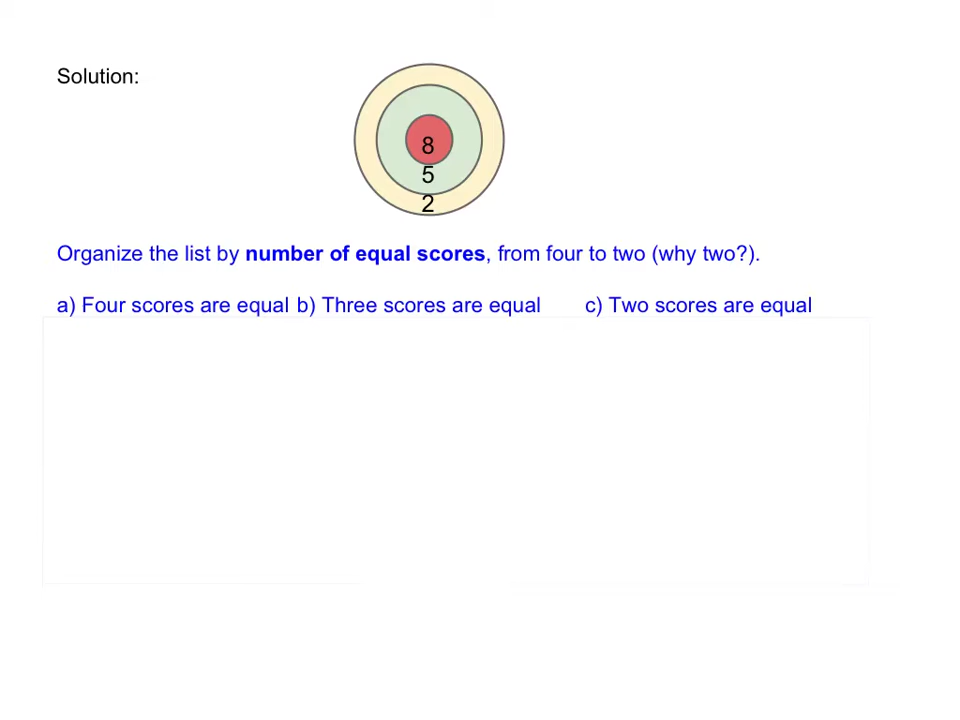 Solution:
8
5
2
Organize the list by number of equal scores, from four to two (why two?).
a) Four scores are equal b) Three scores are equal c) Two scores are equal